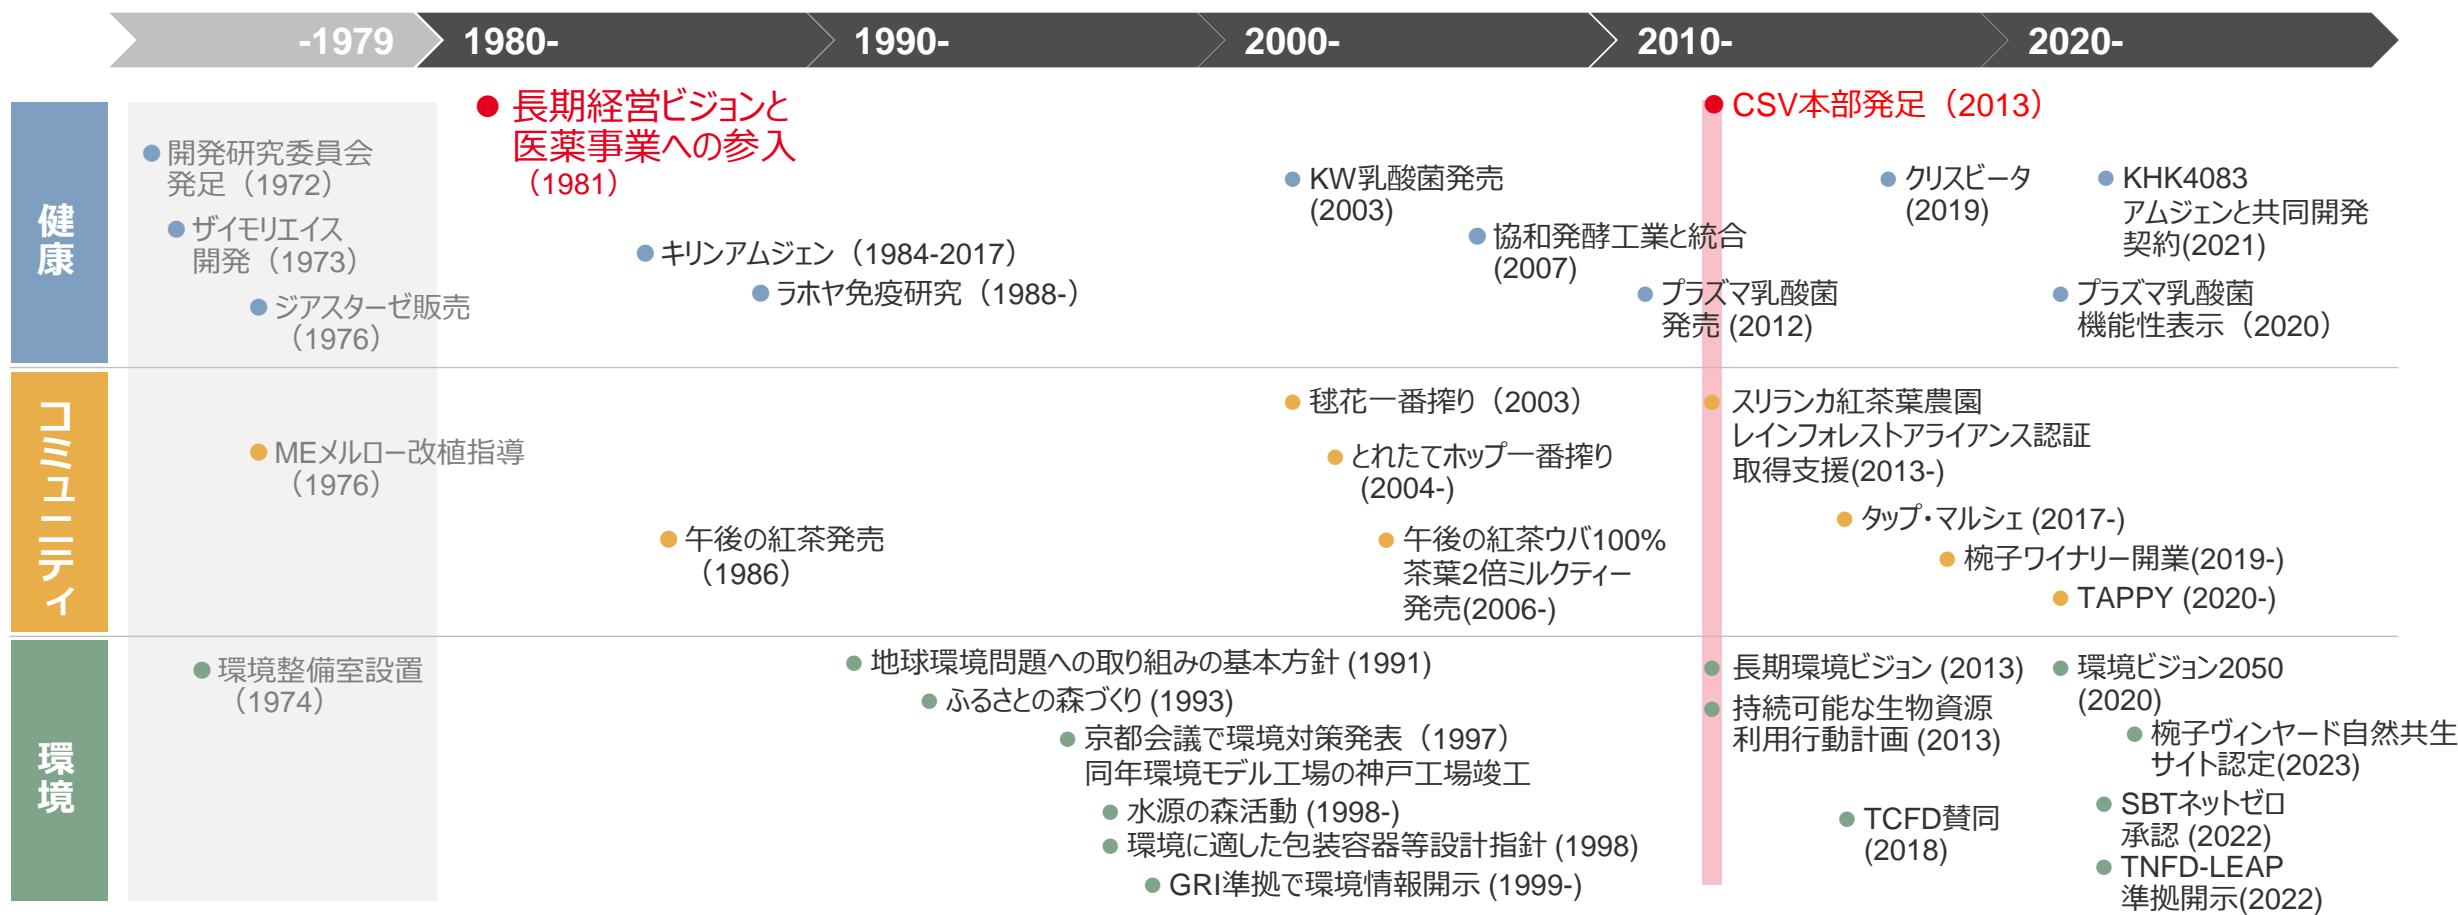 -1979
1980-
1990-
2000-
2010-
2020-
健康
長期経営ビジョンと
医薬事業への参入
（1981）
CSV本部発足（2013）
開発研究委員会
発足（1972）
ザイモリエイス
開発（1973）
ジアスターゼ販売
（1976）
キリンアムジェン（1984-2017）
ラホヤ免疫研究（1988-）
KW乳酸菌発売
(2003)
協和発酵工業と統合
(2007)
プラズマ乳酸菌
発売 (2012)
クリスビータ
(2019)
KHK4083
アムジェンと共同開発
契約(2021)
プラズマ乳酸菌
機能性表示（2020）
コミュニティ
MEメルロー改植指導
（1976）
午後の紅茶発売
（1986）
毬花一番搾り（2003）
とれたてホップ一番搾り
(2004-)
午後の紅茶ウバ100%
茶葉2倍ミルクティー
発売(2006-)
スリランカ紅茶葉農園
レインフォレストアライアンス認証
取得支援(2013-)
タップ・マルシェ (2017-)
椀子ワイナリー開業(2019-)
TAPPY (2020-)
環境
環境整備室設置
（1974）
地球環境問題への取り組みの基本方針 (1991)
ふるさとの森づくり (1993)
京都会議で環境対策発表（1997）
同年環境モデル工場の神戸工場竣工
水源の森活動 (1998-)
環境に適した包装容器等設計指針 (1998)
GRI準拠で環境情報開示 (1999-)
長期環境ビジョン (2013)
持続可能な生物資源
利用行動計画 (2013)
TCFD賛同
(2018)
環境ビジョン2050
(2020)
椀子ヴィンヤード自然共生
サイト認定(2023)
SBTネットゼロ
承認 (2022)
TNFD-LEAP
準拠開示(2022)